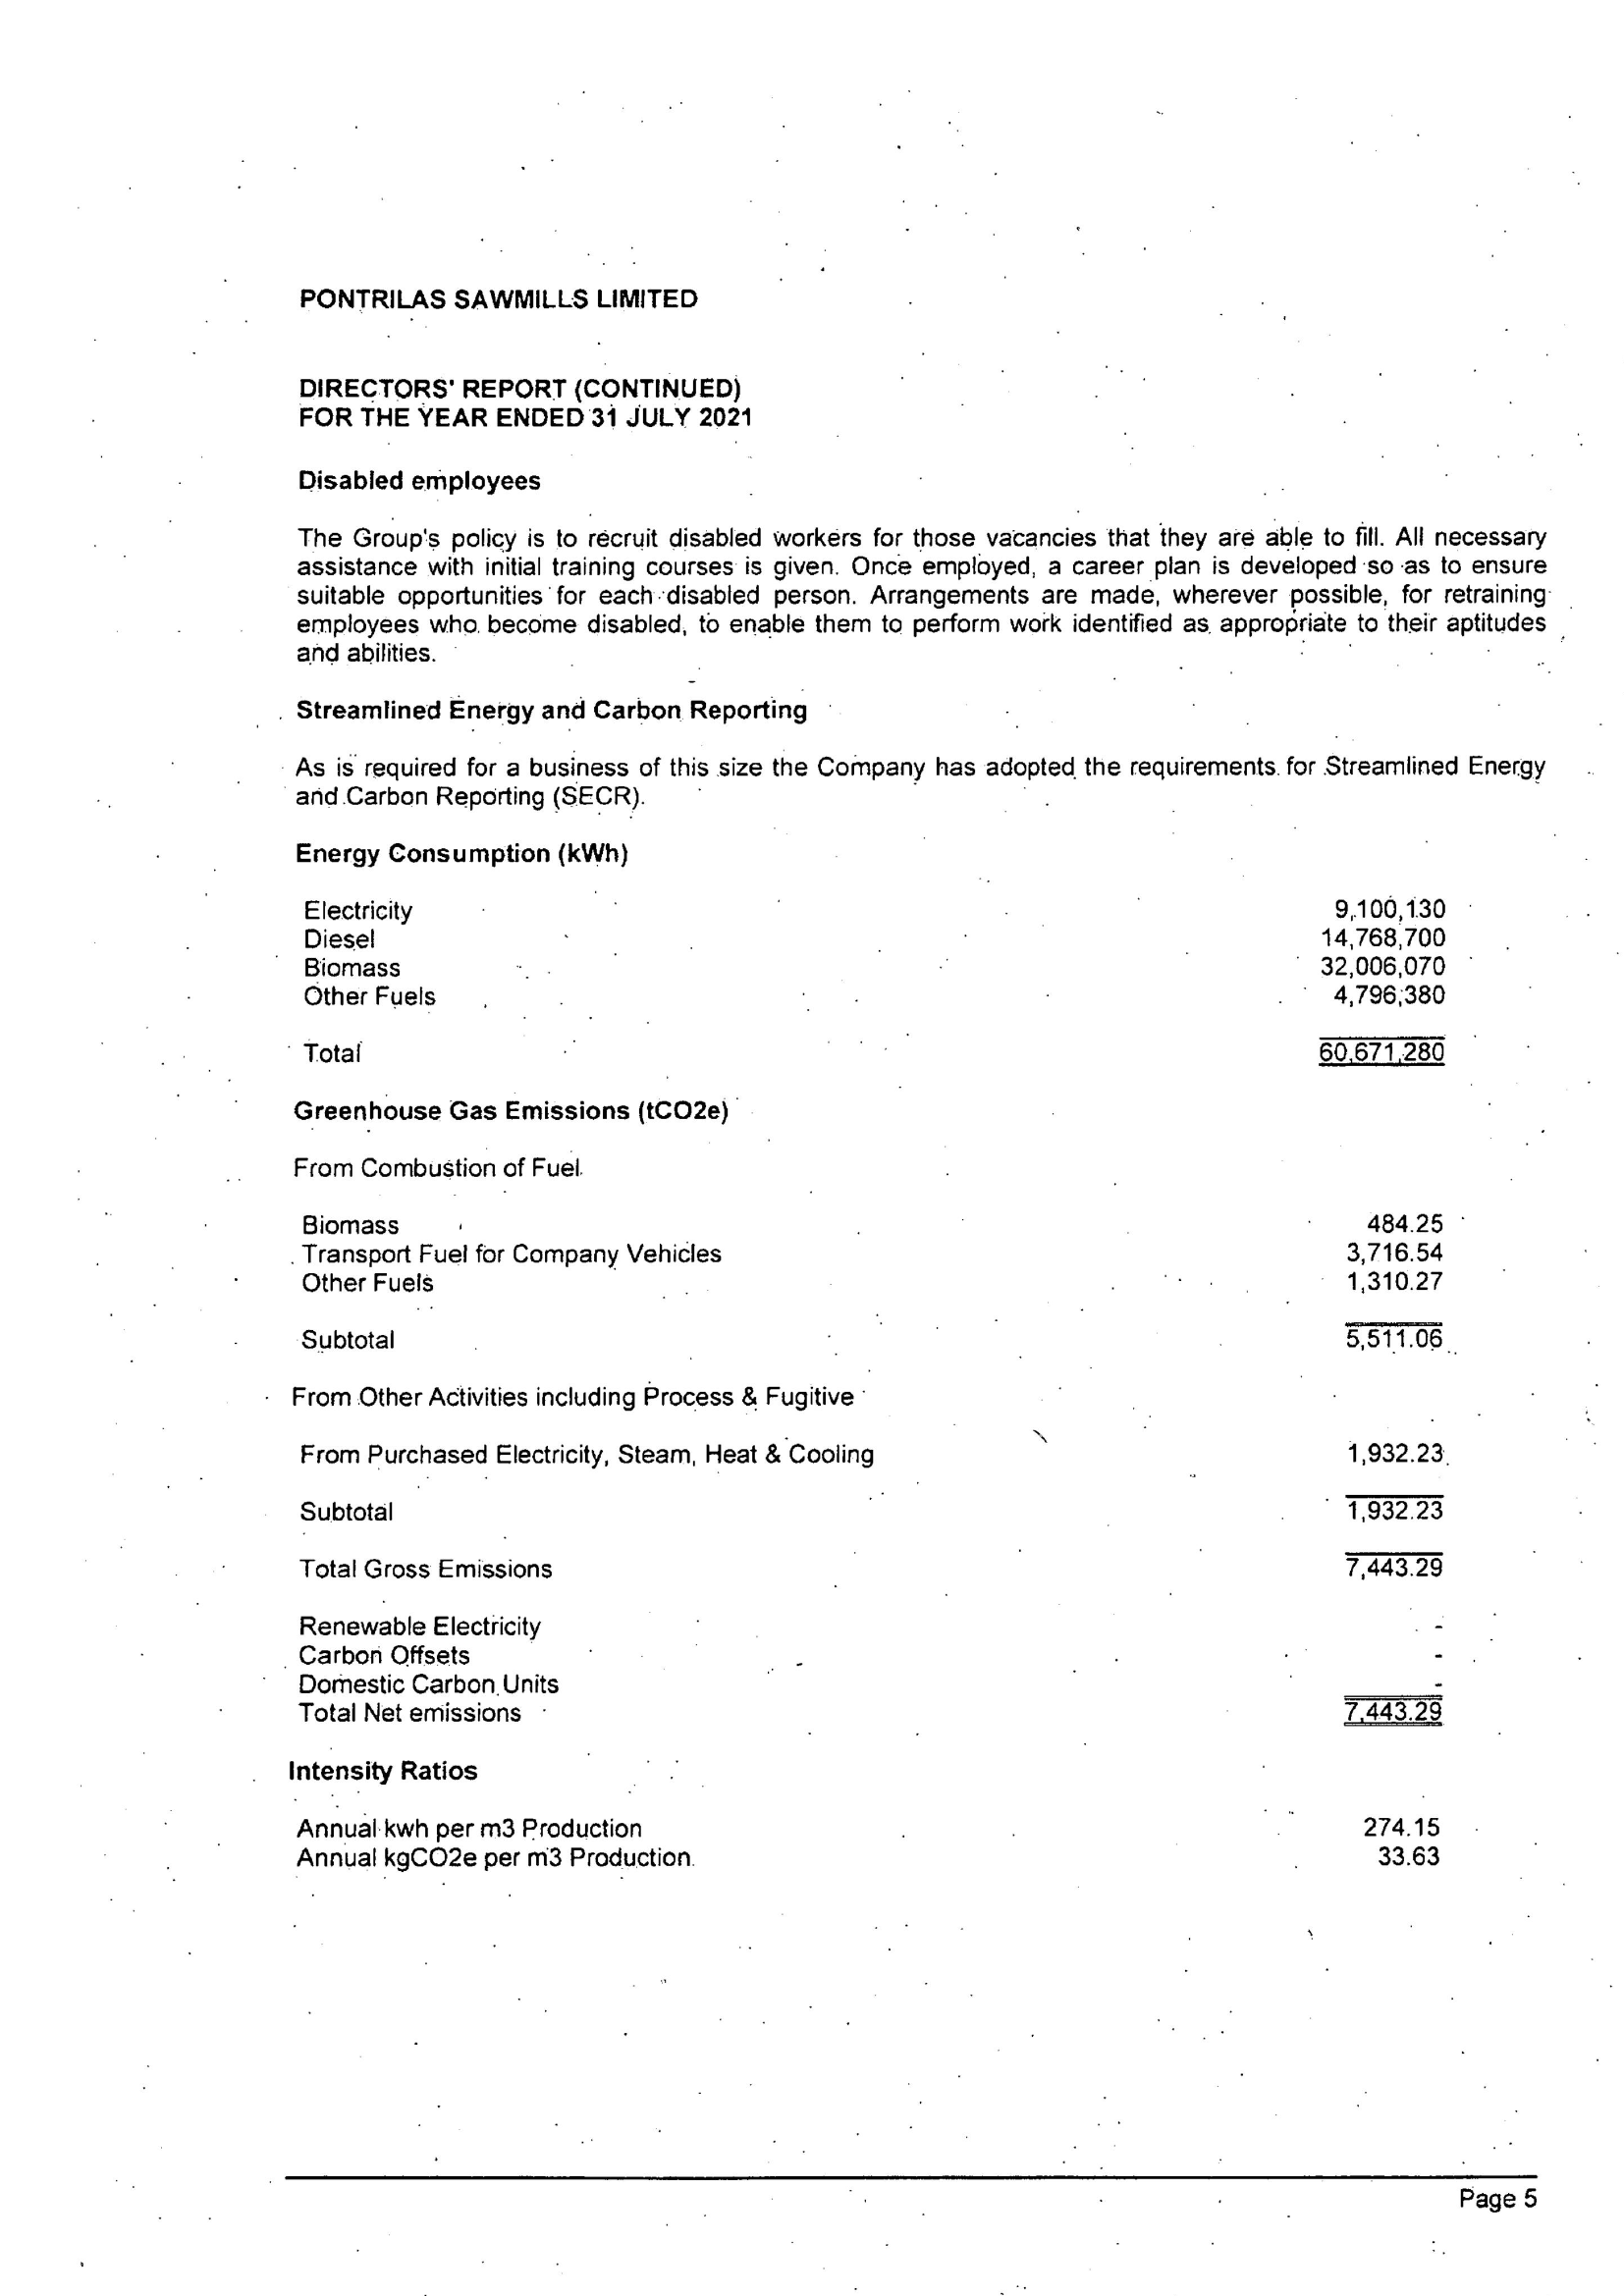 PONTRILAS SAWMILLS LIMITED
DIRECTORS' REPORT (CONTINUED)
FOR THE YEAR ENDED 31 JULY 2021
Disabled employees
The Group's policy is to recruit disabled workers for those vacancies that they are able to fill. All necessary
assistance with initial training courses is given. Once employed, a career plan is developed so as to ensure
suitable opportunities for each disabled person. Arrangements are made, wherever possible, for retraining
employees who become disabled, to enable them to perform work identified as appropriate to their aptitudes
and abilities.
Streamlined Energy and Carbon Reporting
As is required for a business of this size the Company has adopted the requirements for Streamlined Energy
and Carbon Reporting (SECR).
Energy Consumption (kWh)
Electricity 9,100,130
Diesel 14,768,700
Biomass 32,006,070
Other Fuels 4,796,380
Total 60,671,280
Greenhouse Gas Emissions (tCO2e)
From Combustion of Fuel
Biomass 484.25
Transport Fuel for Company Vehicles 3,716.54
Other Fuels 1,310.27
Subtotal 5,511.06
From Other Activities including Process & Fugitive
From Purchased Electricity, Steam, Heat & Cooling 1,932.23
Subtotal 1,932.23
Total Gross Emissions 7,443.29
Renewable Electricity -
Carbon Offsets -
Domestic Carbon Units -
Total Net emissions 7,443.29
Intensity Ratios
Annual kwh per m3 Production 274.15
Annual kgCO2e per m3 Production 33.63
Page 5